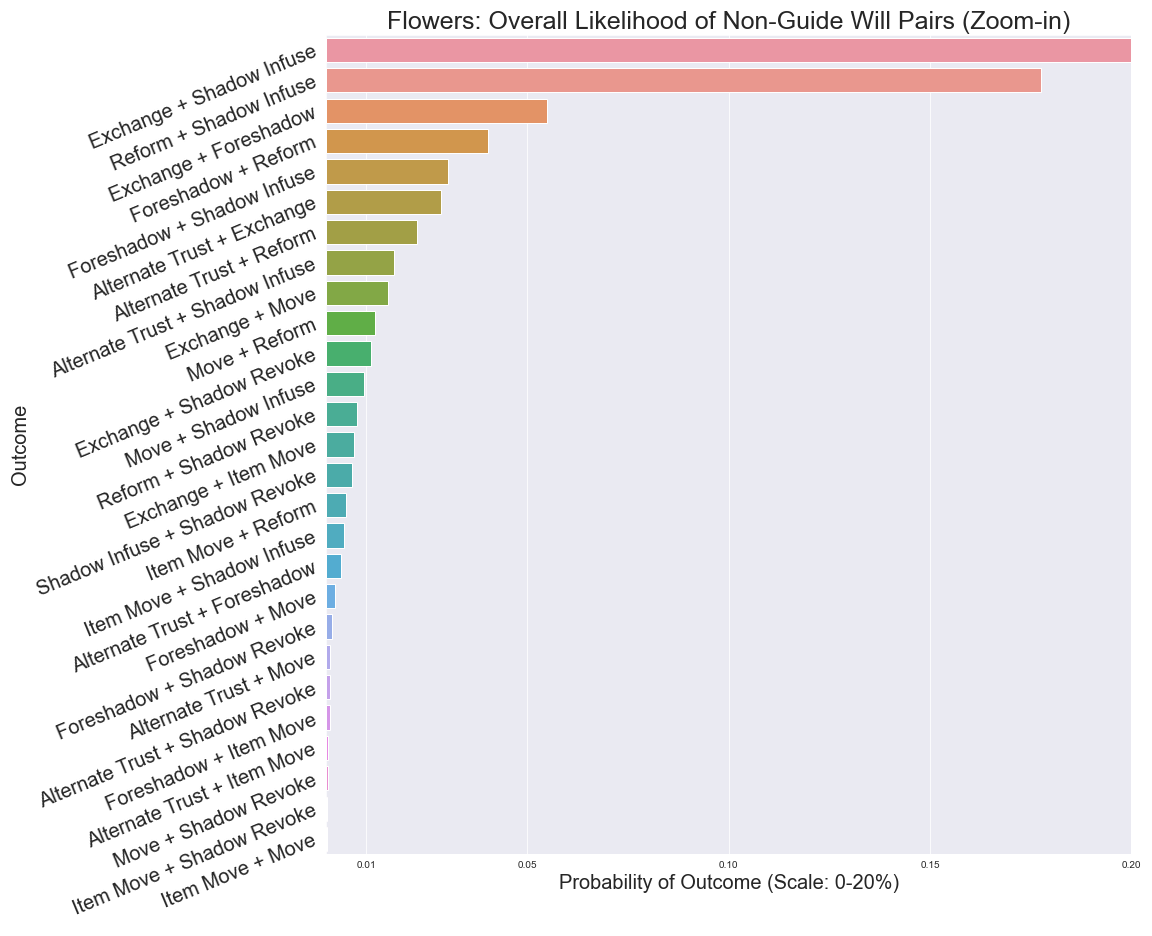 Flowers: Overall Likelihood of Non-Guide Will Pairs (Zoom-in)
Exchange + Shadow Infuse
Reform + Shadow Infuse
Exchange + Foreshadow
Foreshadow + Reform
Foreshadow + Shadow Infuse
Alternate Trust + Exchange
Alternate Trust + Reform
Alternate Trust + Shadow Infuse
Exchange + Move
Move + Reform
Exchange + Shadow Revoke
Move + Shadow Infuse
Reform + Shadow Revoke
Exchange + Item Move
Shadow Infuse + Shadow Revoke
Item Move + Reform
Item Move + Shadow Infuse
Alternate Trust + Foreshadow
Foreshadow + Move
Foreshadow + Shadow Revoke
Alternate Trust + Move
Alternate Trust + Shadow Revoke
Foreshadow + Item Move
Alternate Trust + Item Move
Move + Shadow Revoke
Item Move + Shadow Revoke
Item Move + Move
Outcome
0.01 0.05 0.10 0.15 0.20
Probability of Outcome (Scale: 0-20%)